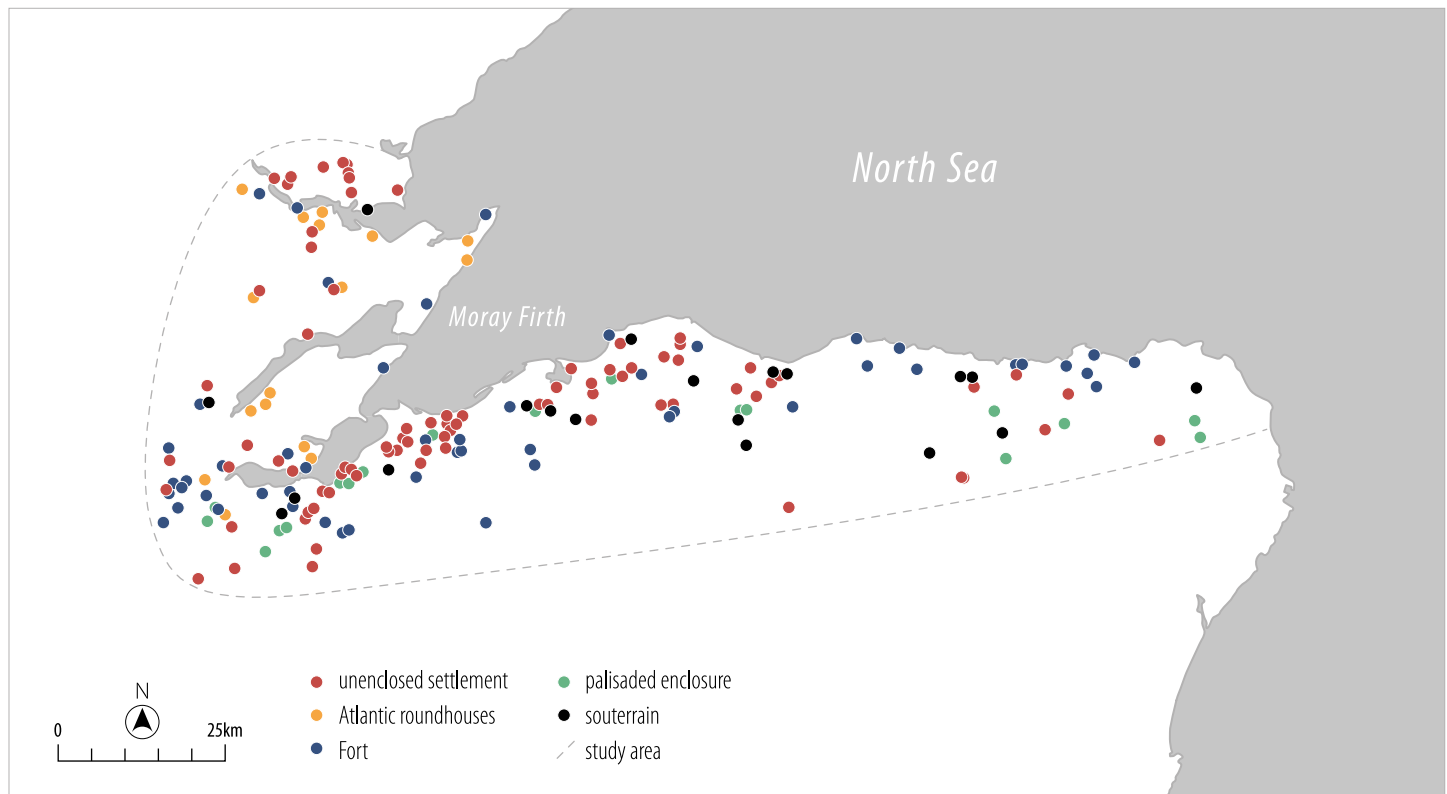 North Sea
Moray Firth
N
0 25km
unenclosed settlement
Atlantic roundhouses
Fort
palisaded enclosure
souterrain
study area